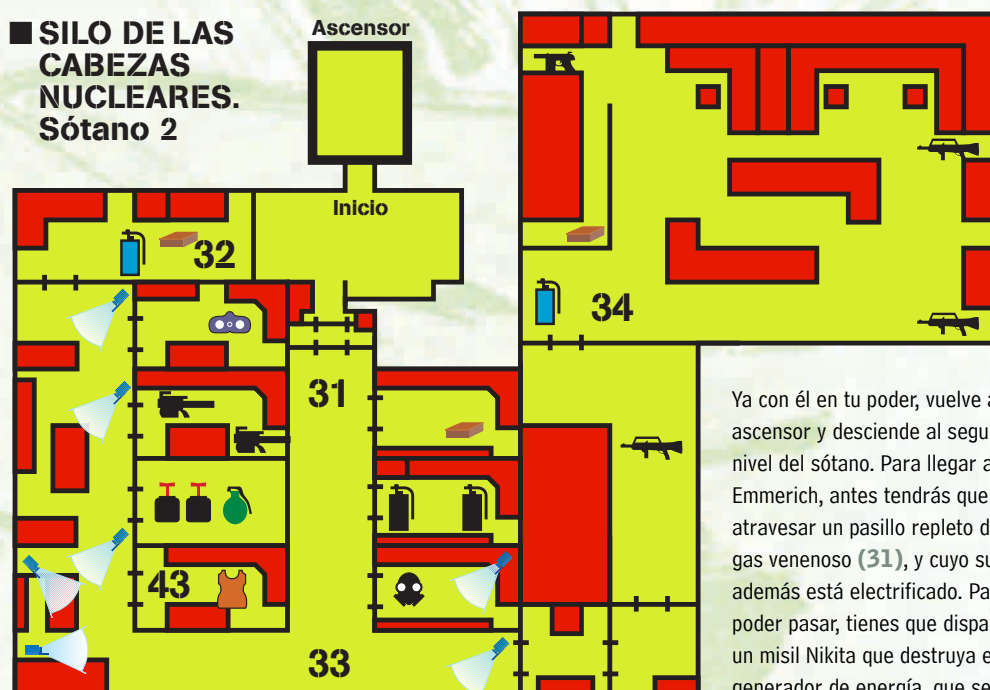 SILO DE LAS
CABEZAS
NUCLEARES.
Sótano 2
Ascensor
Inicio
32
34
31
43
33
Ya con él en tu poder, vuelve a
ascensor y desciende al segu
nivel del sótano. Para llegar a
Emmerich, antes tendrás que
atravesar un pasillo repleto d
gas venenoso (31), y cuyo su
además está electrificado. Pa
poder pasar, tienes que dispa
un misil Nikita que destruya e
generador de energía, que se